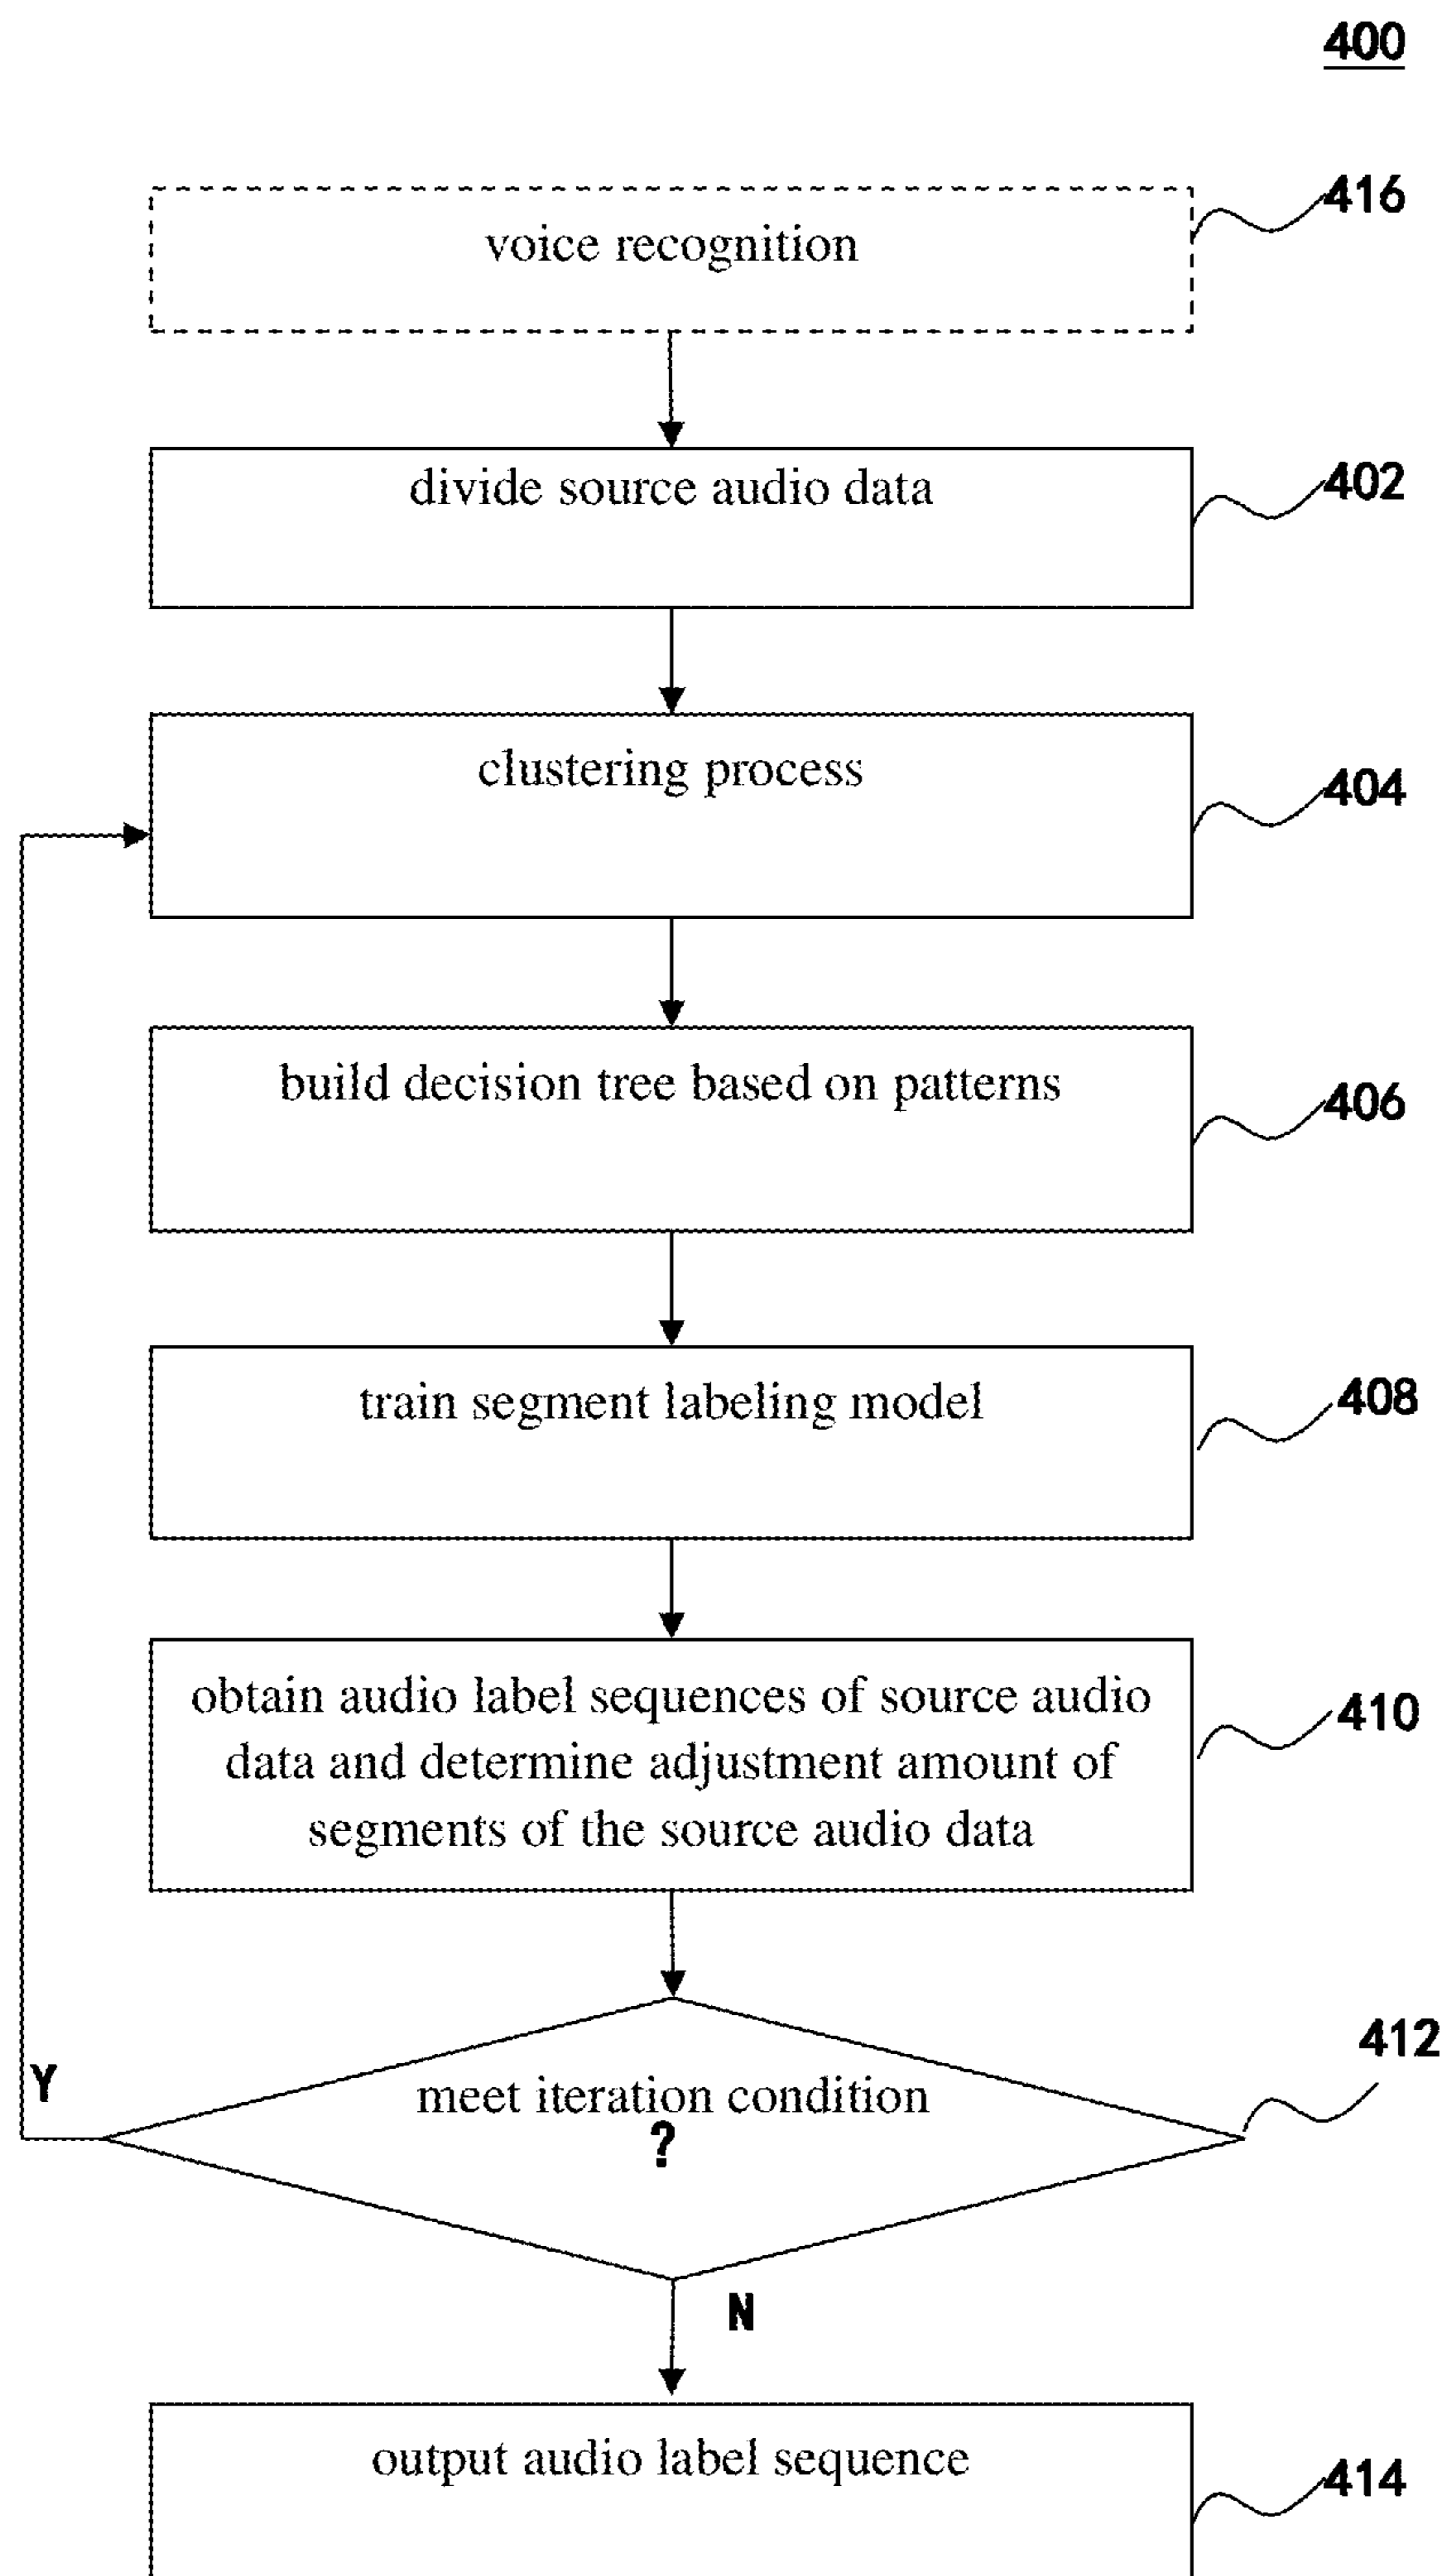 400
voice recognition
416
divide source audio data
402
clustering process
404
build decision tree based on patterns
406
train segment labeling model
408
obtain audio label sequences of source audio
data and determine adjustment amount of
segments of the source audio data
410
412
meet iteration condition
?
Y
N
output audio label sequence
414